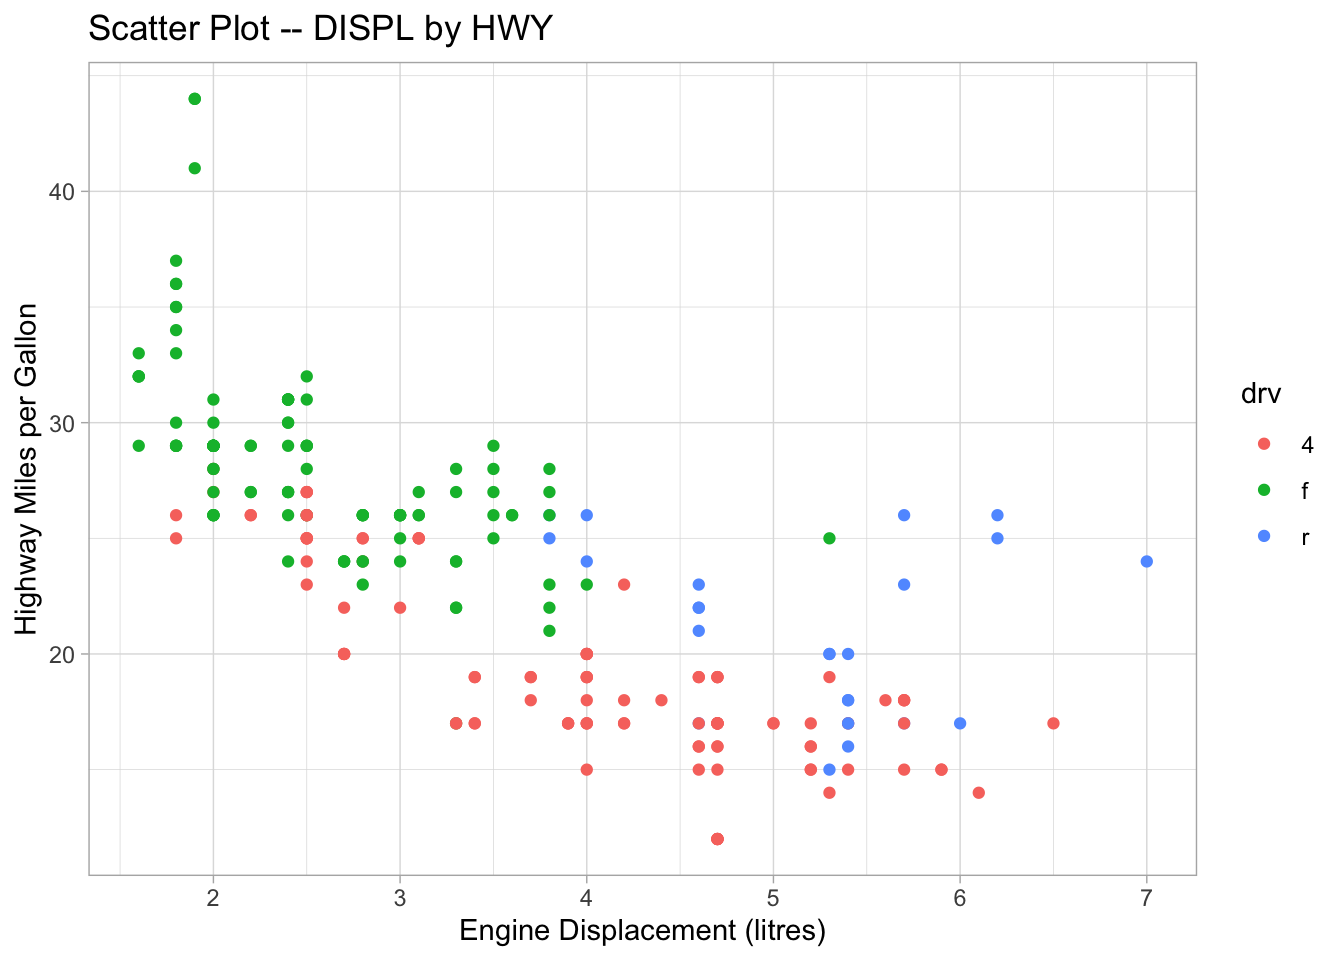 Scatter Plot -- DISPL by HWY
Highway Miles per Gallon
40
30
20
2 3 4 5 6 7
Engine Displacement (litres)
drv
4
f
r